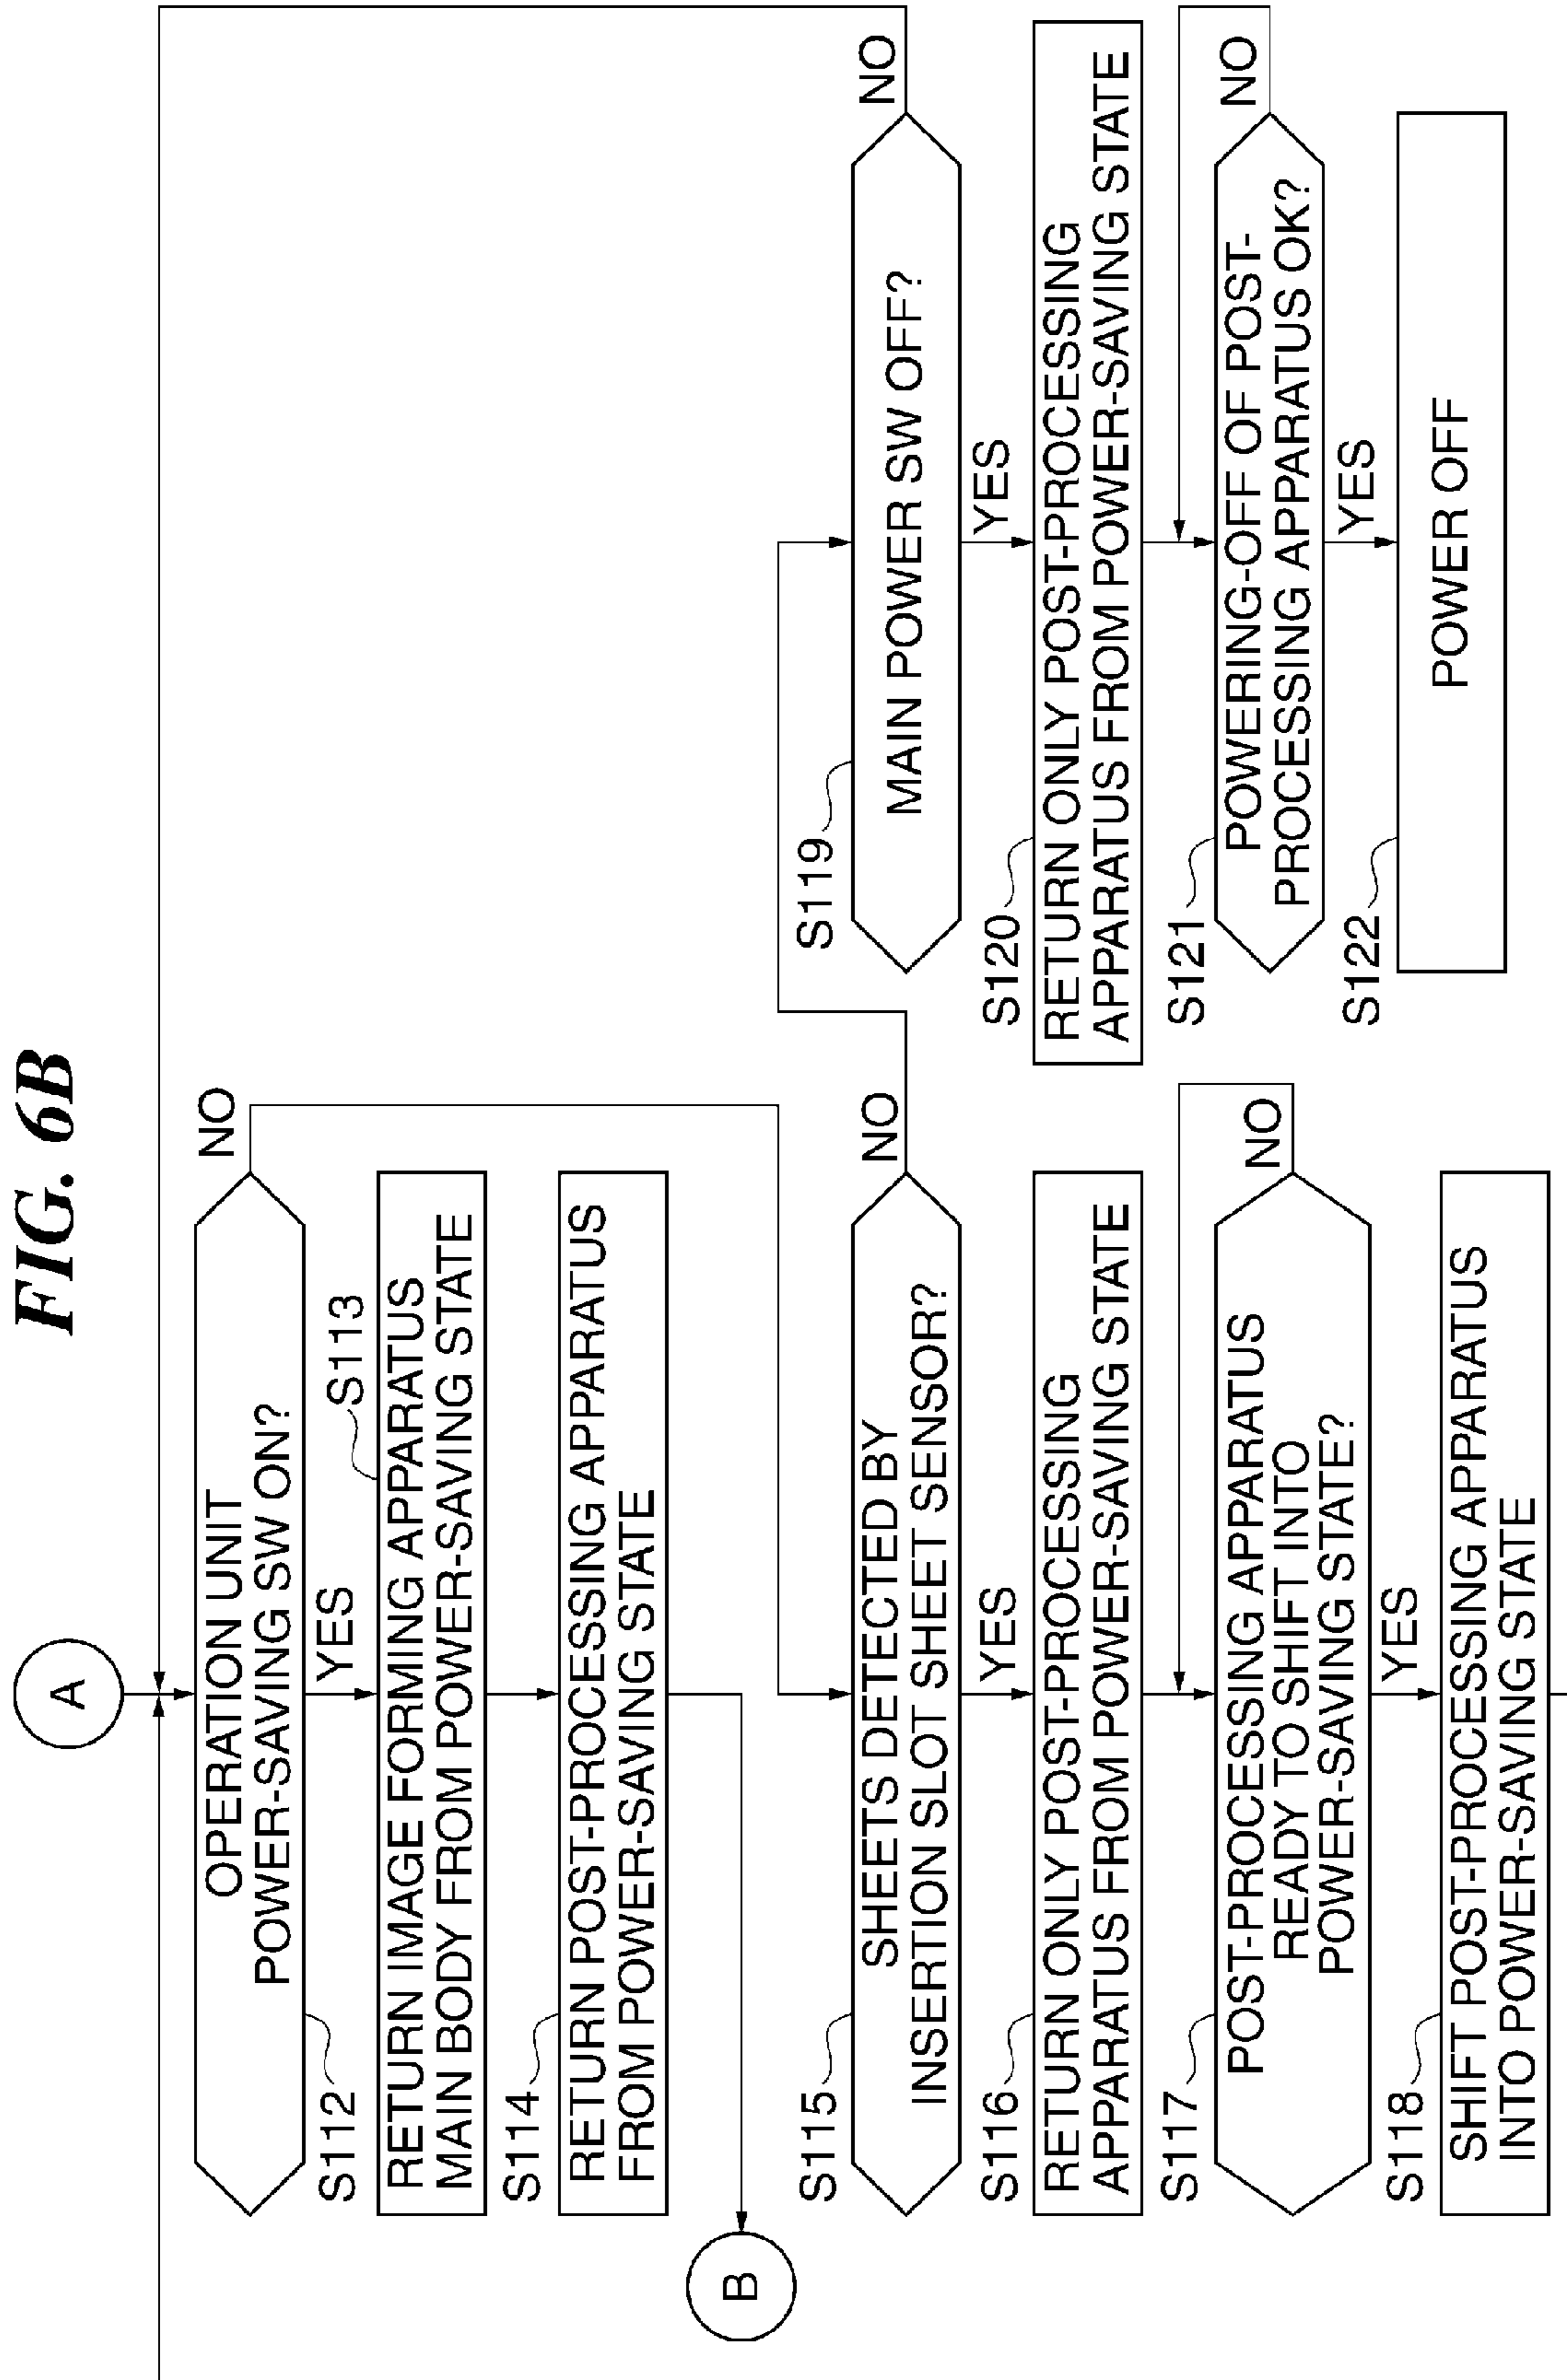 FIG. 6B
A
OPERATION UNIT
POWER-SAVING SW ON?
NO
S112
YES
S113
RETURN IMAGE FORMING APPARATUS
MAIN BODY FROM POWER-SAVING STATE
S114
RETURN POST-PROCESSING APPARATUS
FROM POWER-SAVING STATE
B
S115
SHEETS DETECTED BY
INSERTION SLOT SHEET SENSOR?
NO
YES
S116
RETURN ONLY POST-PROCESSING
APPARATUS FROM POWER-SAVING STATE
S117
POST-PROCESSING APPARATUS
READY TO SHIFT INTO
POWER-SAVING STATE?
NO
YES
S118
SHIFT POST-PROCESSING APPARATUS
INTO POWER-SAVING STATE
S119
MAIN POWER SW OFF?
NO
YES
S120
RETURN ONLY POST-PROCESSING
APPARATUS FROM POWER-SAVING STATE
S121
POWERING-OFF OF POST-
PROCESSING APPARATUS OK?
NO
YES
S122
POWER OFF